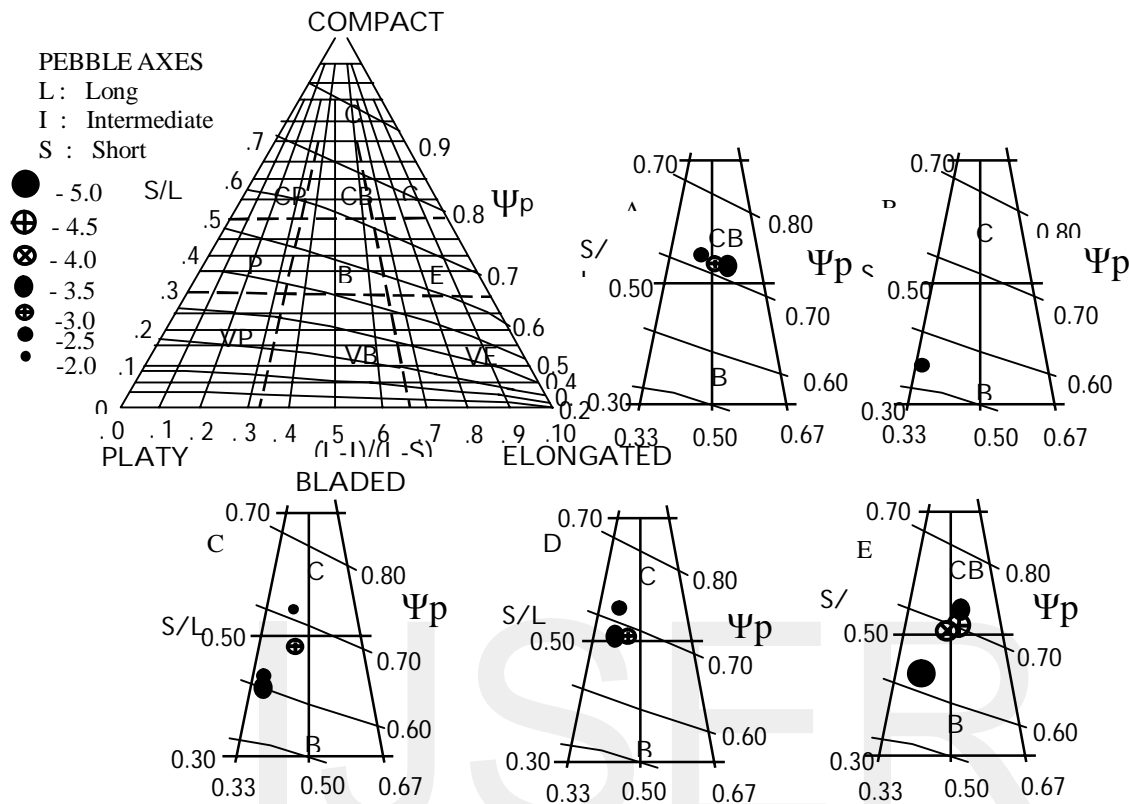 COMPACT
PEBBLE AXES
L : Long
I : Intermediate
S : Short
- 5.0
- 4.5
- 4.0
- 3.5
-3.0
-2.5
-2.0
S/L
.7
.6
.5
.4
.3
.2
.1
0
C
CP CB C
P B E
VP VB VE
0.9
0.8
0.7
0.6
0.5
0.4
0.2
Ψp
.0 .1 .2 .3 .4 .5 .6 .7 .8 .9 .10
(L-I)/(L-S)
PLATY
BLADED
ELONGATED
A
0.70
0.80
CB
S/
Ψp
0.50
0.70
0.60
B
0.30
0.33 0.50 0.67
0.70
0.80
C
Ψp
0.50
0.70
0.60
B
0.30
0.33 0.50 0.67
C
0.70
0.80
C
Ψp
S/L
0.50
0.70
0.60
B
0.30
0.33 0.50 0.67
D
0.70
0.80
C
S/L
Ψp
0.50
0.70
0.60
B
0.30
0.33 0.50 0.67
E
0.70
0.80
CB
S/
Ψp
0.50
0.70
0.60
B
0.30
0.33 0.50 0.67
IJSER